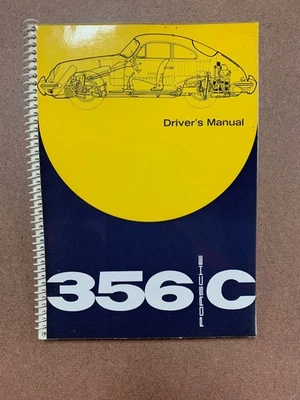 Driver's Manual
356 C
PORSCHE